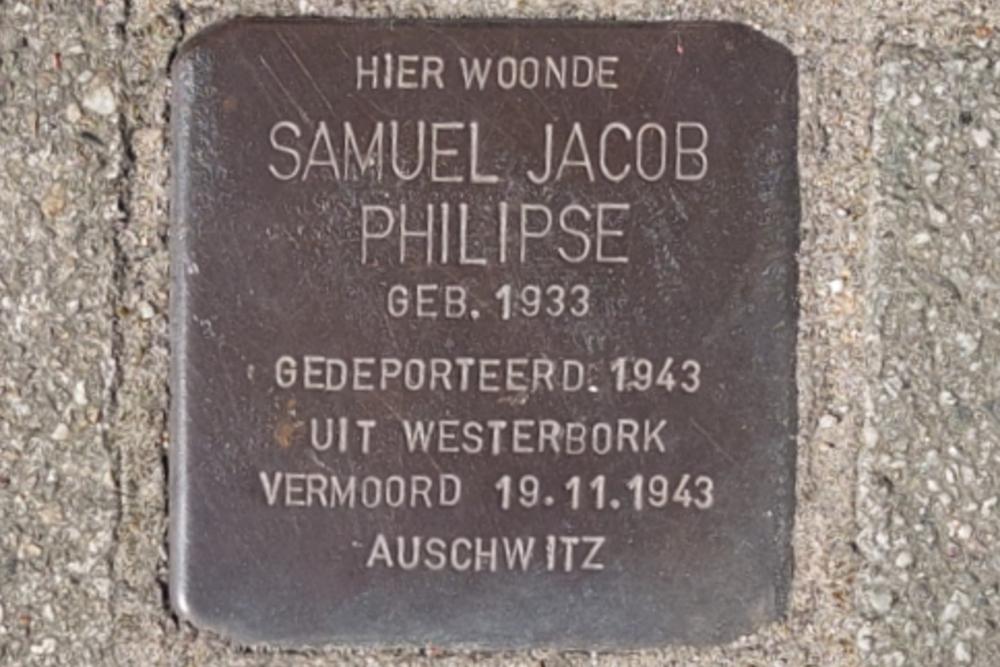 HIER WOONDE
SAMUEL JACOB
PHILIPSE
GEB. 1933
GEDEPORTEERD. 1943
UIT WESTERBORK
VERMOORD 19.11.1943
AUSCHWITZ